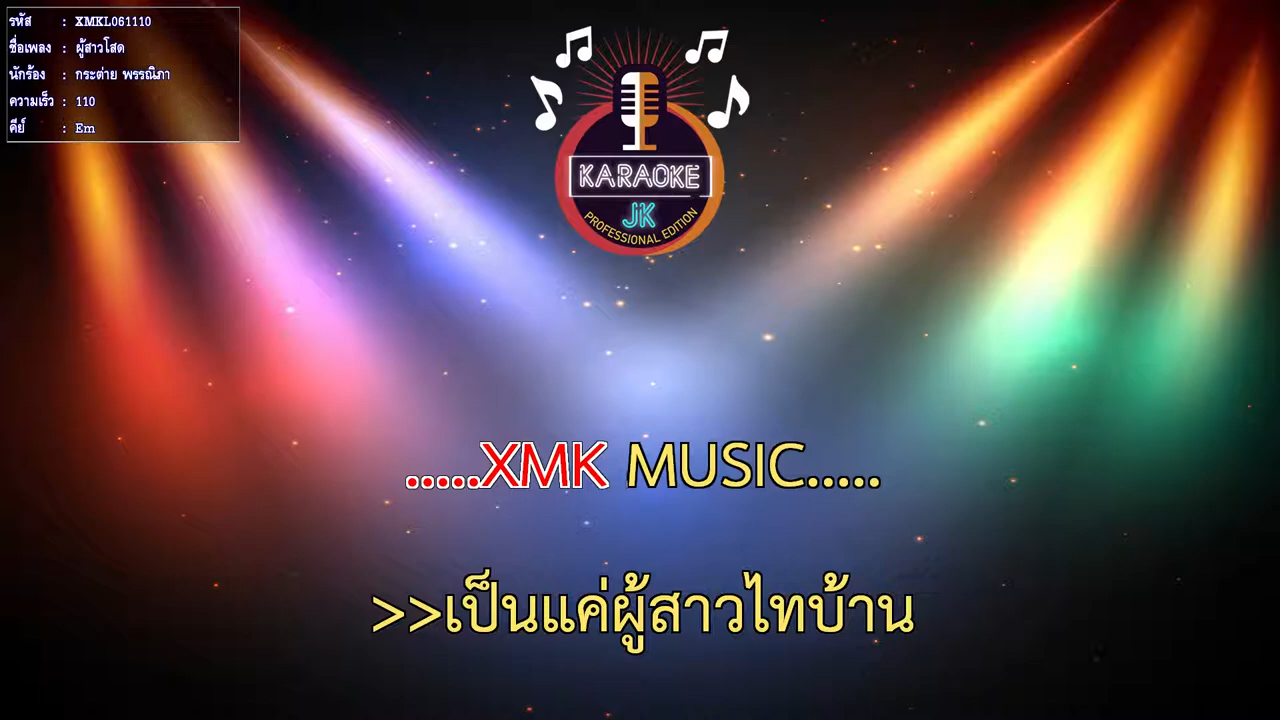 รหัส : XMKL061110
ชื่อเพลง : ผู้สาวโสด
นักร้อง : กระต่าย พรรณิภา
ความเร็ว : 110
คีย์ : Em
KARAOKE
JK
PROFESSIONAL EDITION
.....XMK MUSIC.....
>>เป็นแค่ผู้สาวไทบ้าน